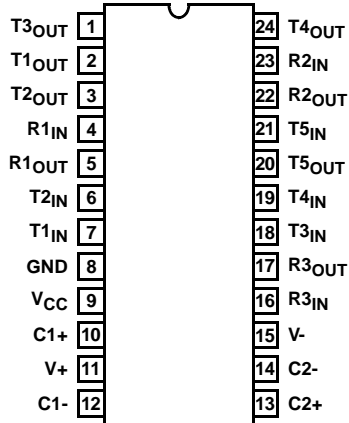 T3OUT 1 24 T4OUT
T1OUT 2 23 R2IN
T2OUT 3 22 R2OUT
R1IN 4 21 T5IN
R1OUT 5 20 T5OUT
T2IN 6 19 T4IN
T1IN 7 18 T3IN
GND 8 17 R3OUT
VCC 9 16 R3IN
C1+ 10 15 V-
V+ 11 14 C2-
C1- 12 13 C2+